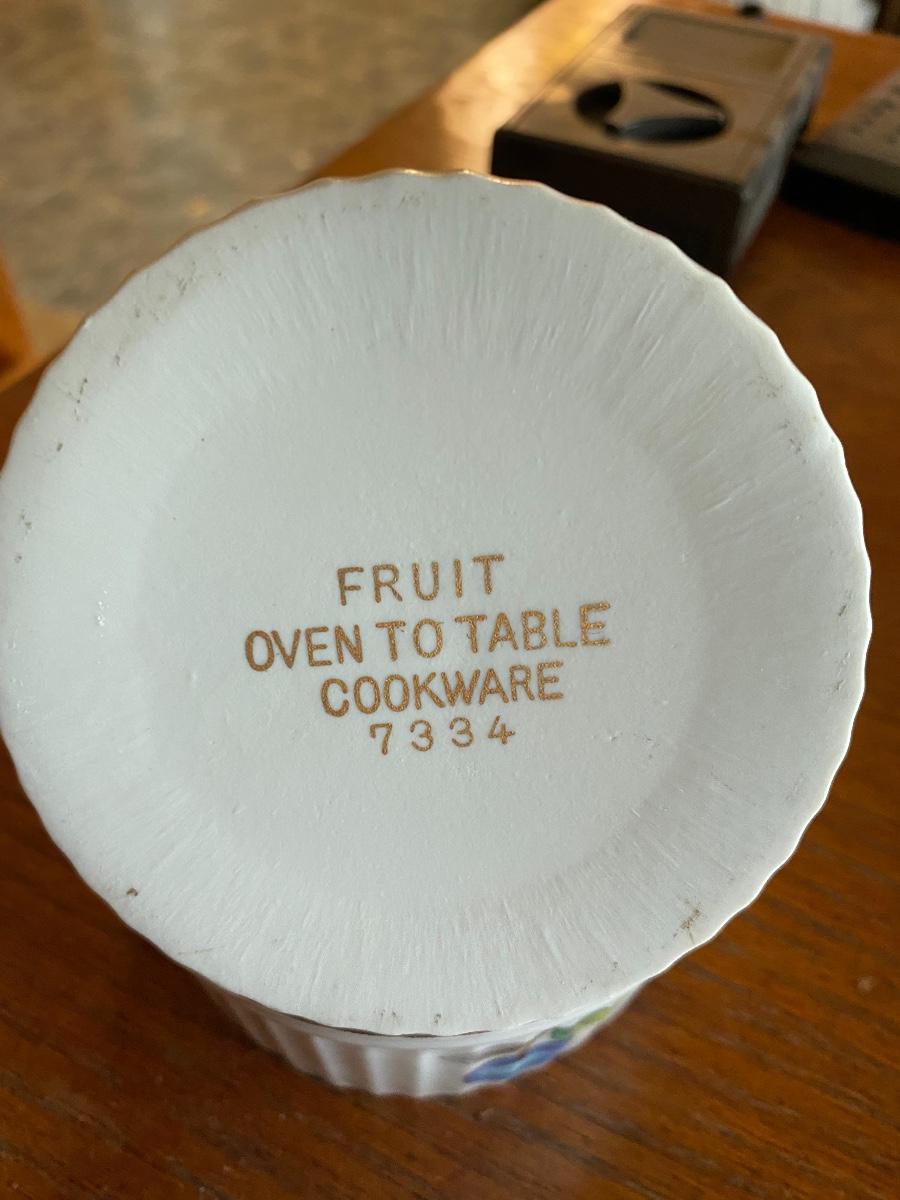 FRUIT
OVEN TO TABLE
COOKWARE
7334